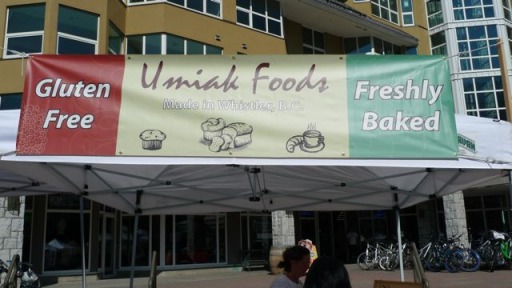 Gluten
Free
Umiak Foods
Made in Whistler, B.C.
Freshly
Baked